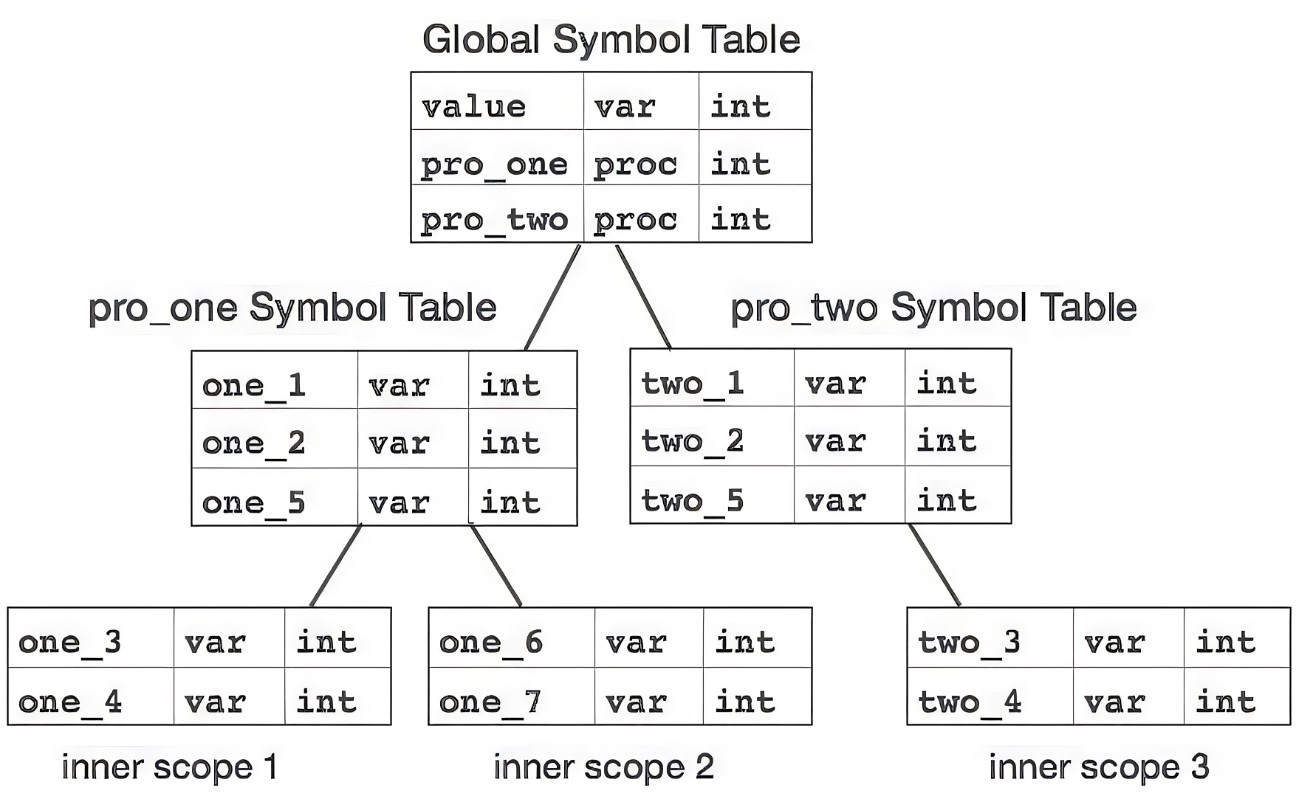 Global Symbol Table
value var int
pro_one proc int
pro_two proc int
pro_one Symbol Table
one_1 var int
one_2 var int
one_5 var int
pro_two Symbol Table
two_1 var int
two_2 var int
two_5 var int
one_3 var int
one_4 var int
inner scope 1
one_6 var int
one_7 var int
inner scope 2
two_3 var int
two_4 var int
inner scope 3